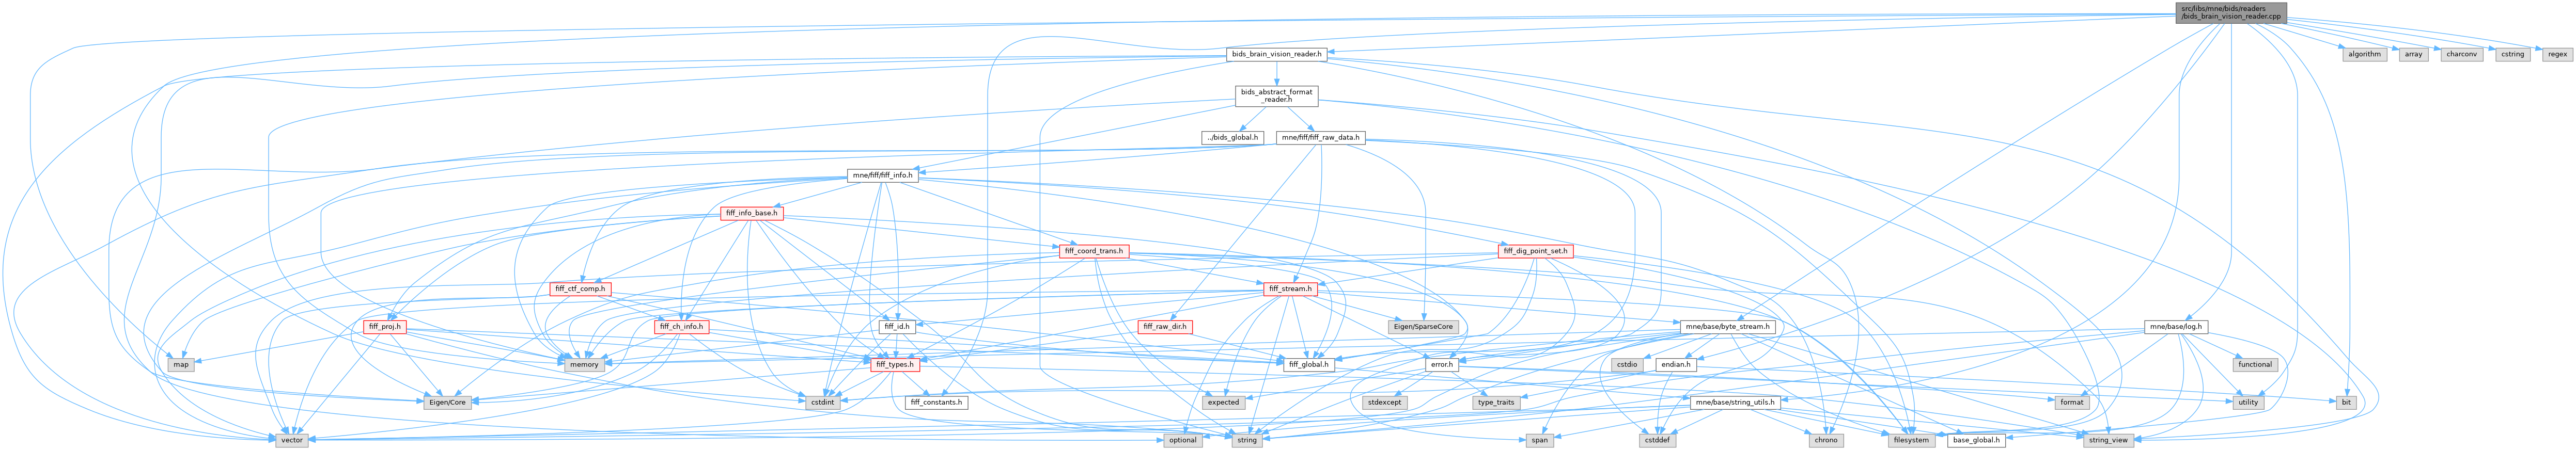 src/libs/mne/bids/readers
/bids_brain_vision_reader.cpp
bids_brain_vision_reader.h
algorithm
array
charconv
cstring
regex
bids_abstract_format
_reader.h
../bids_global.h
mne/fiff/fiff_raw_data.h
mne/fiff/fiff_info.h
fiff_info_base.h
fiff_coord_trans.h
fiff_dig_point_set.h
fiff_ctf_comp.h
fiff_stream.h
fiff_proj.h
fiff_ch_info.h
fiff_id.h
fiff_raw_dir.h
Eigen/SparseCore
mne/base/byte_stream.h
mne/base/log.h
map
memory
fiff_types.h
fiff_global.h
error.h
cstdio
endian.h
functional
Eigen/Core
cstdint
fiff_constants.h
expected
stdexcept
type_traits
mne/base/string_utils.h
format
utility
bit
vector
optional
string
span
cstddef
chrono
filesystem
base_global.h
string_view